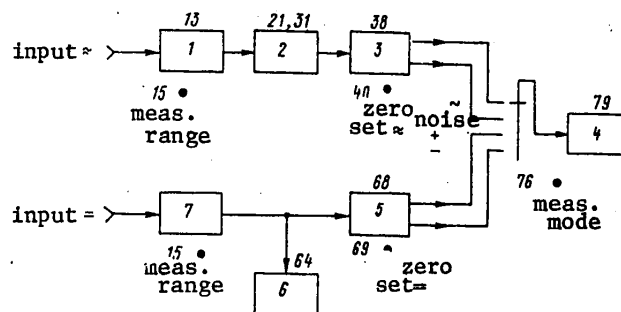 13 21,31 38
input ≈ 1 2 3
15 • 40 •
meas. zero ~ 79
range set ≈ noise 4
+
−
68 76 •
input = 7 5 meas.
mode
15 • 64 69 •
meas. zero
range 6 set=